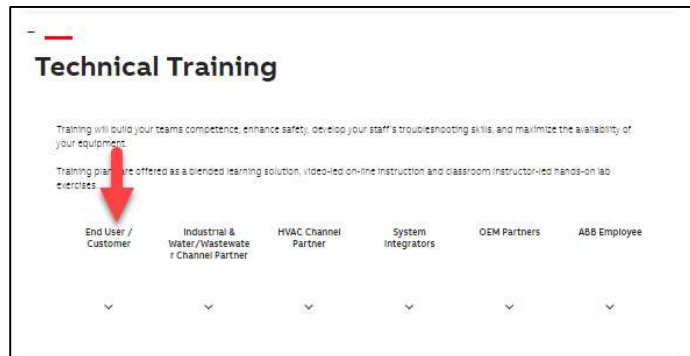 Technical Training
Training will build your teams competence, enhance safety, develop your staff's troubleshooting skills, and maximize the availability of
your equipment.
Training plans are offered as a blended learning solution, video-led on-line instruction and classroom instructor-led hands-on lab
exercises.
End User /
Customer
Industrial &
Water/Wastewate
r Channel Partner
HVAC Channel
Partner
System
Integrators
OEM Partners
ABB Employee